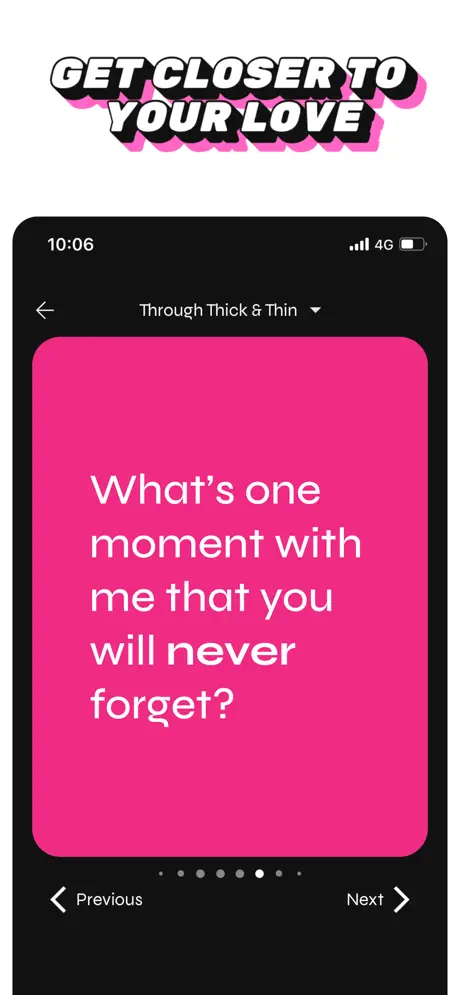 GET CLOSER TO
YOUR LOVE
10:06
4G
Through Thick & Thin
What's one
moment with
me that you
will never
forget?
Previous
Next